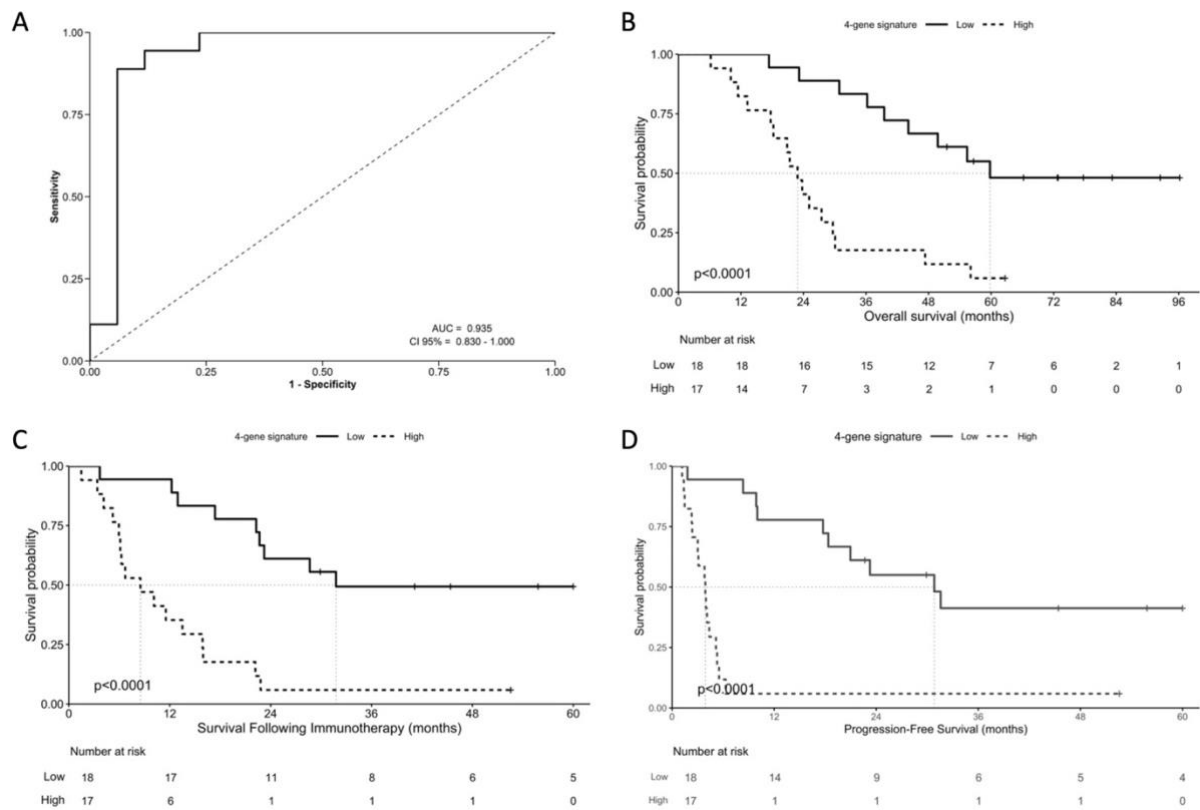 A
1.00
0.75
0.50
0.25
0.00
Sensitivity
AUC = 0.935
CI 95% = 0.830 - 1.000
0.00 0.25 0.50 0.75 1.00
1 - Specificity
B
4-gene signature Low High
1.00
0.75
0.50
0.25
0.00
Survival probability
p<0.0001
0 12 24 36 48 60 72 84 96
Overall survival (months)
Number at risk
Low 18 18 16 15 12 7 6 2 1
High 17 14 7 3 2 1 0 0 0
C
4-gene signature Low High
1.00
0.75
0.50
0.25
0.00
Survival probability
p<0.0001
0 12 24 36 48 60
Survival Following Immunotherapy (months)
Number at risk
Low 18 17 11 8 6 5
High 17 6 1 1 1 0
D
4-gene signature Low High
1.00
0.75
0.50
0.25
0.00
Survival probability
p<0.0001
0 12 24 36 48 60
Progression-Free Survival (months)
Number at risk
Low 18 14 9 6 5 4
High 17 1 1 1 1 0